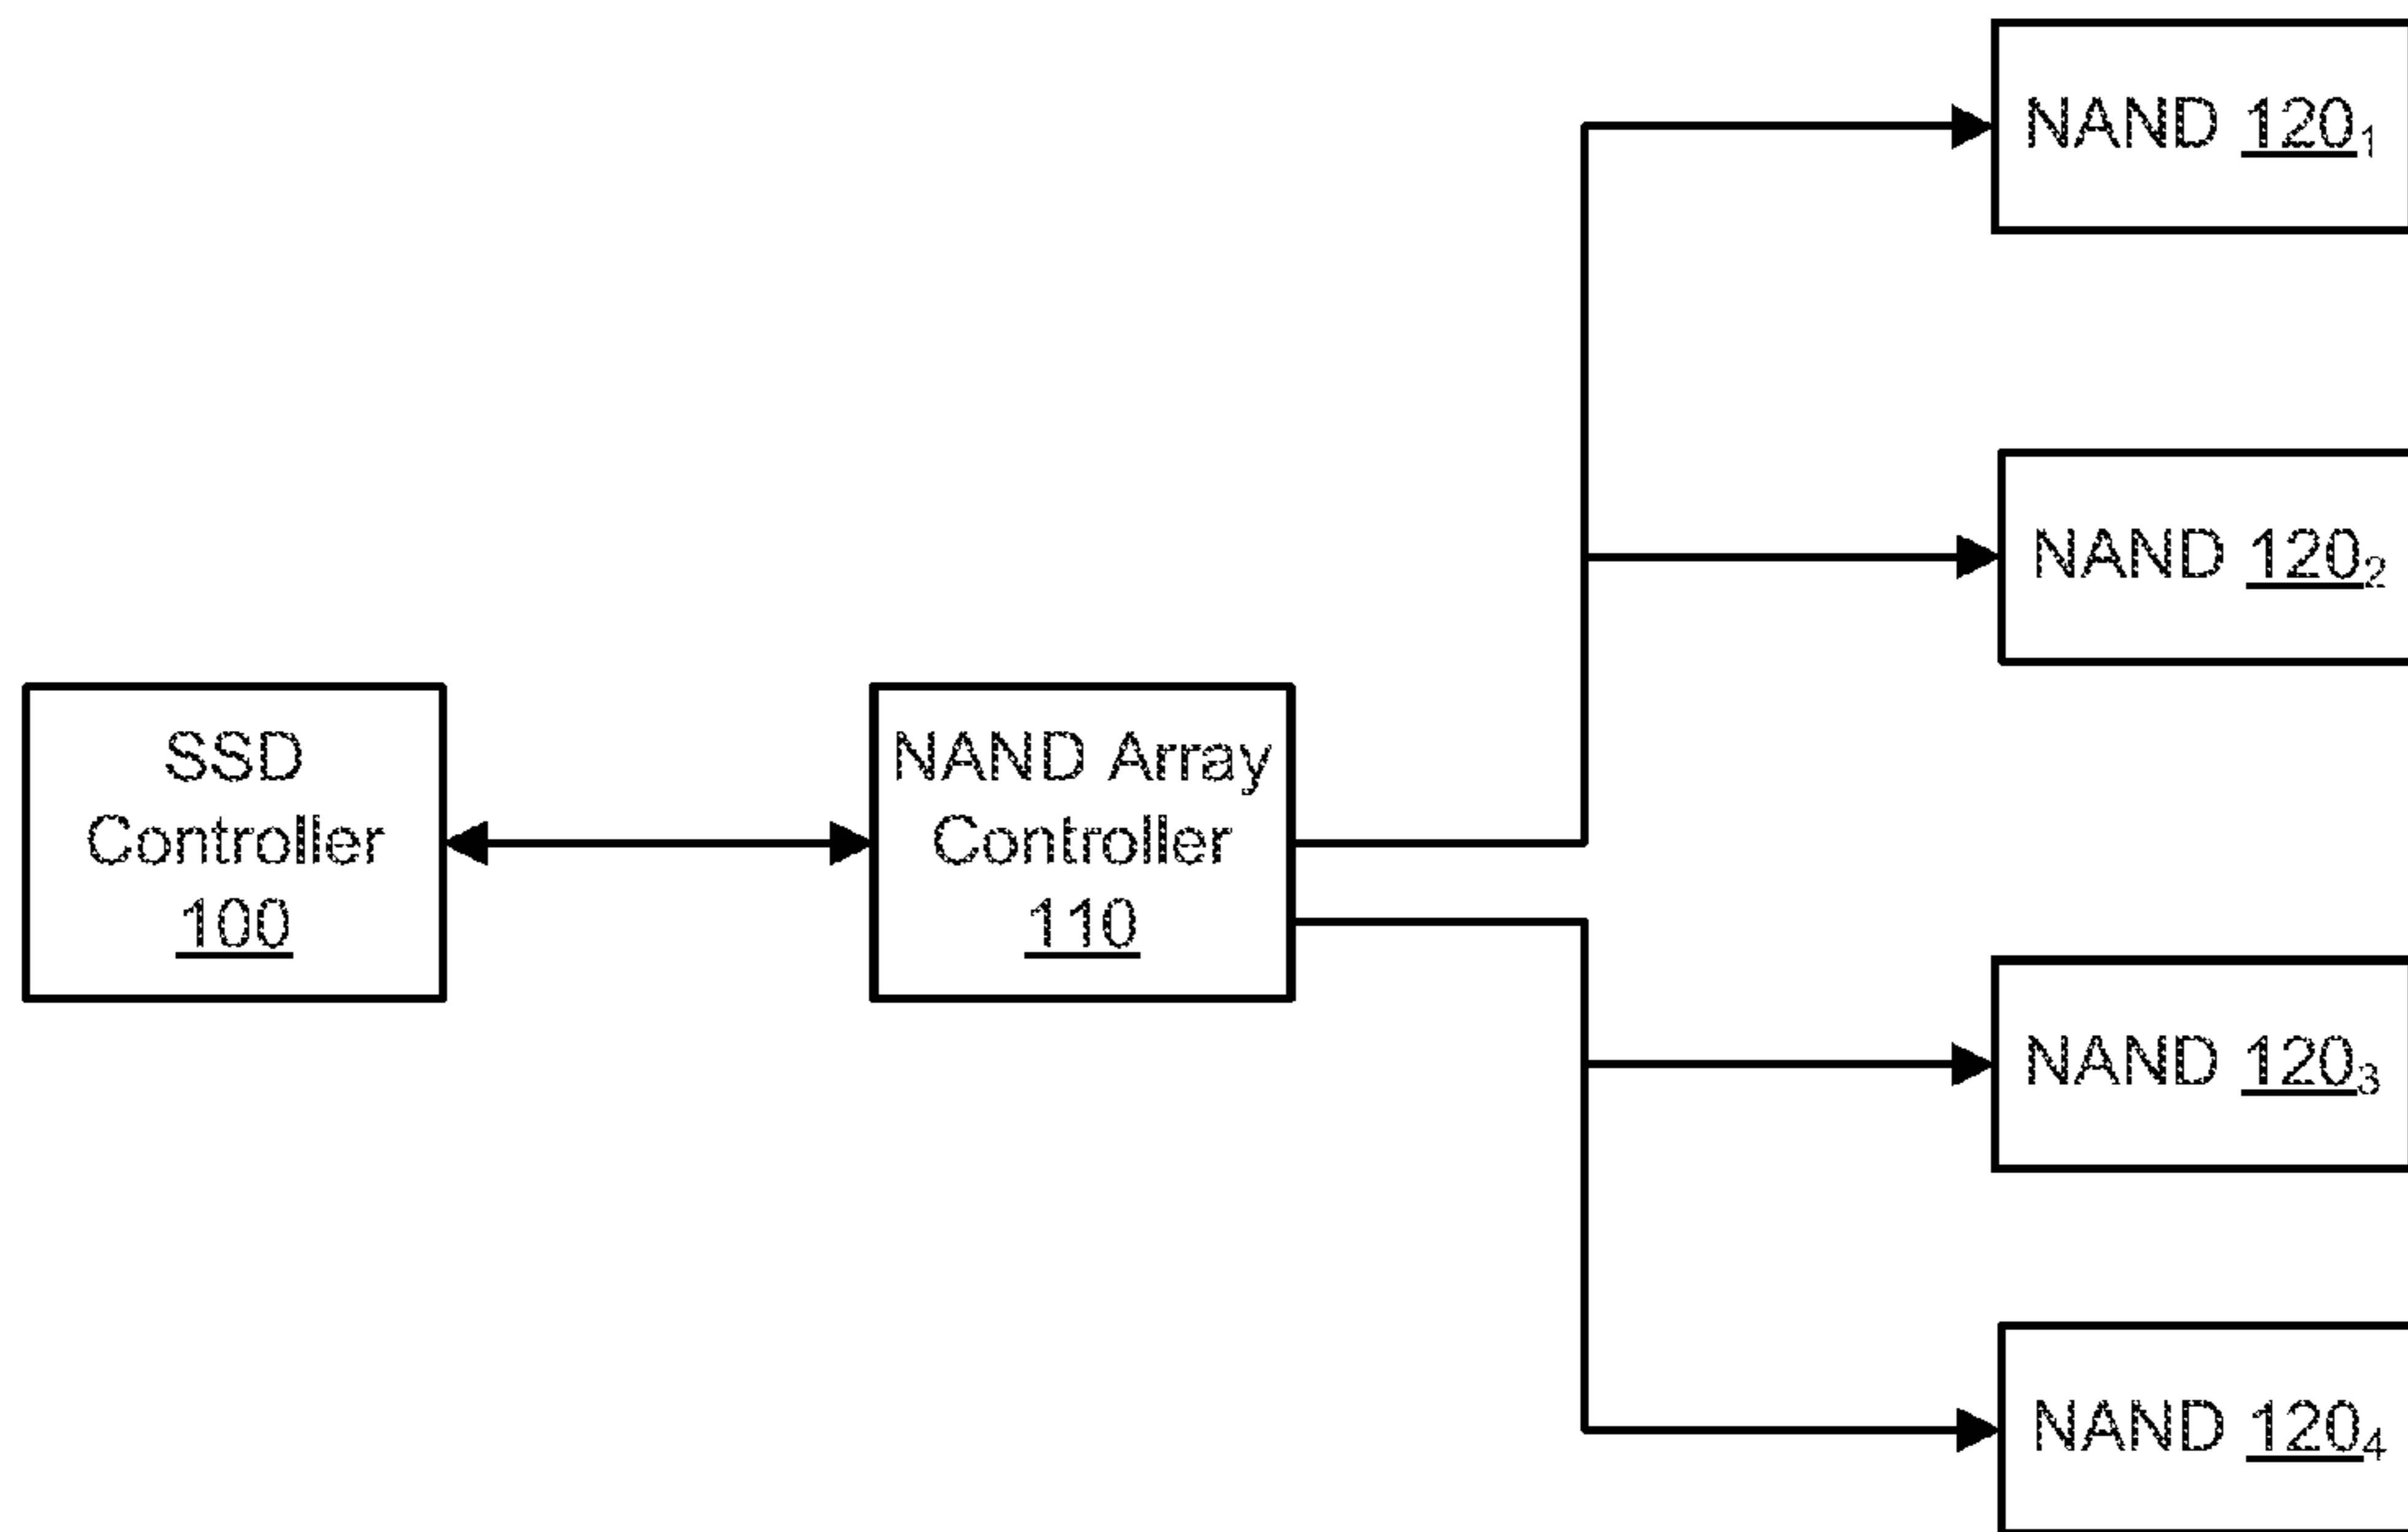 NAND 120₁
NAND 120₂
SSD
Controller
100
NAND Array
Controller
110
NAND 120₃
NAND 120₄